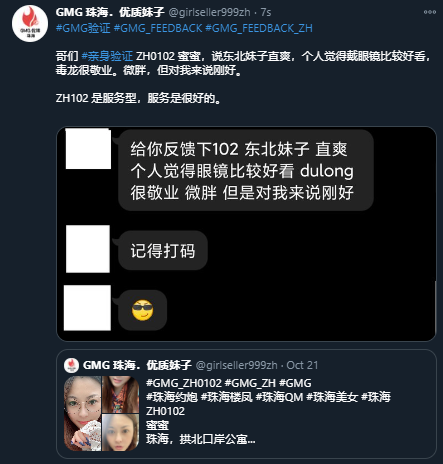 GMG 珠海。优质妹子 @girlseller999zh · 7s
#GMG验证 #GMG_FEEDBACK #GMG_FEEDBACK_ZH
哥们 #亲身验证 ZH0102 蜜蜜，说东北妹子直爽，个人觉得戴眼镜比较好看，
毒龙很敬业。微胖，但对我来说刚好。
ZH102 是服务型，服务是很好的。
给你反馈下102 东北妹子 直爽
个人觉得眼镜比较好看 dulong
很敬业 微胖 但是对我来说刚好
记得打码
GMG 珠海。优质妹子 @girlseller999zh · Oct 21
#GMG_ZH0102 #GMG_ZH #GMG
#珠海约炮 #珠海楼凤 #珠海QM #珠海美女 #珠海
ZH0102
蜜蜜
珠海，拱北口岸公寓...